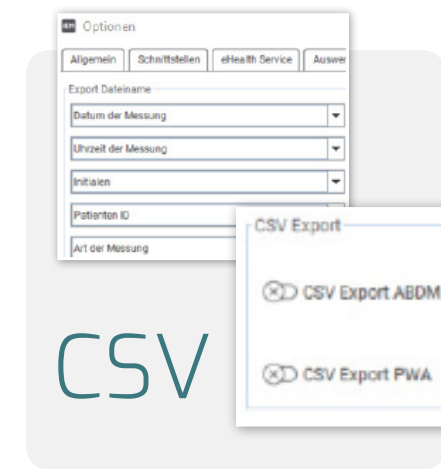 Optionen
Allgemein Schnittstellen eHealth Service Auswer
Export Dateiname
Datum der Messung
Uhrzeit der Messung
Initialen
Patienten ID
Art der Messung
CSV Export
CSV Export ABDM
CSV Export PWA
CSV